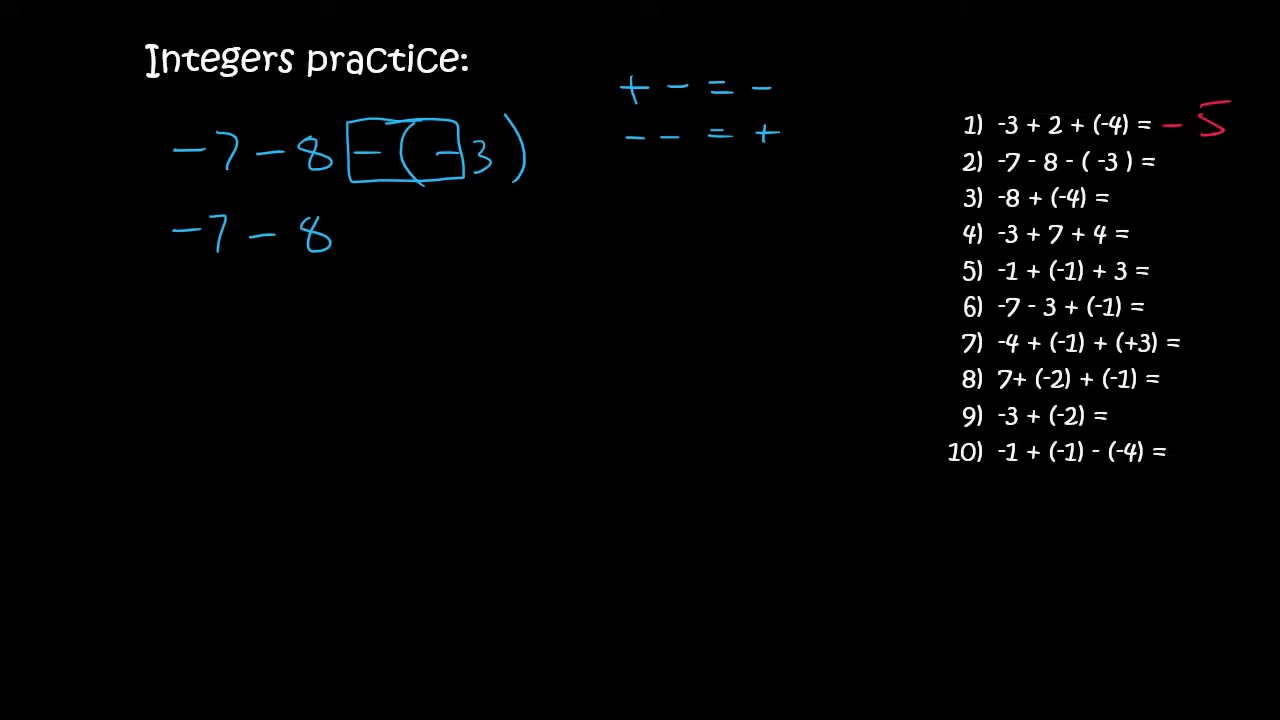 Integers practice:
-7 - 8 - ( -3 )
-7 - 8
+ - = -
- - = +
1) -3 + 2 + (-4) = - 5
2) -7 - 8 - ( -3 ) =
3) -8 + (-4) =
4) -3 + 7 + 4 =
5) -1 + (-1) + 3 =
6) -7 - 3 + (-1) =
7) -4 + (-1) + (+3) =
8) 7+ (-2) + (-1) =
9) -3 + (-2) =
10) -1 + (-1) - (-4) =